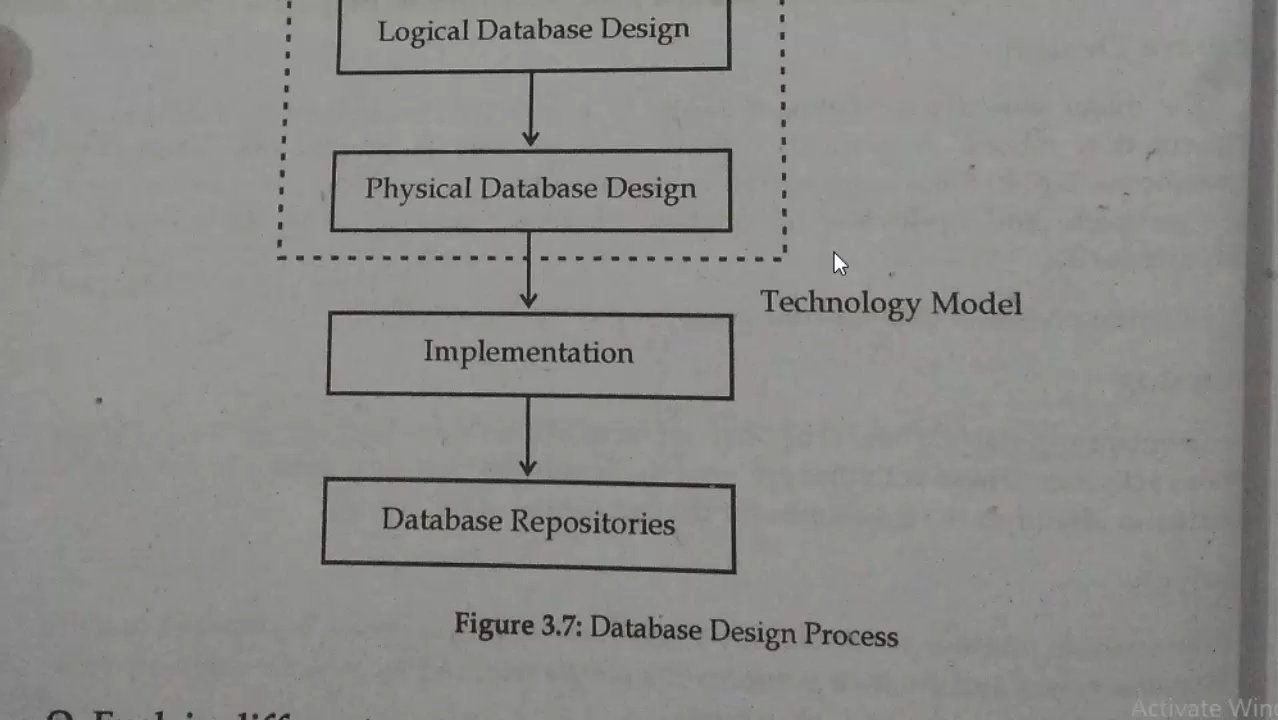 Logical Database Design
Physical Database Design
Technology Model
Implementation
Database Repositories
Figure 3.7: Database Design Process
Activate Win